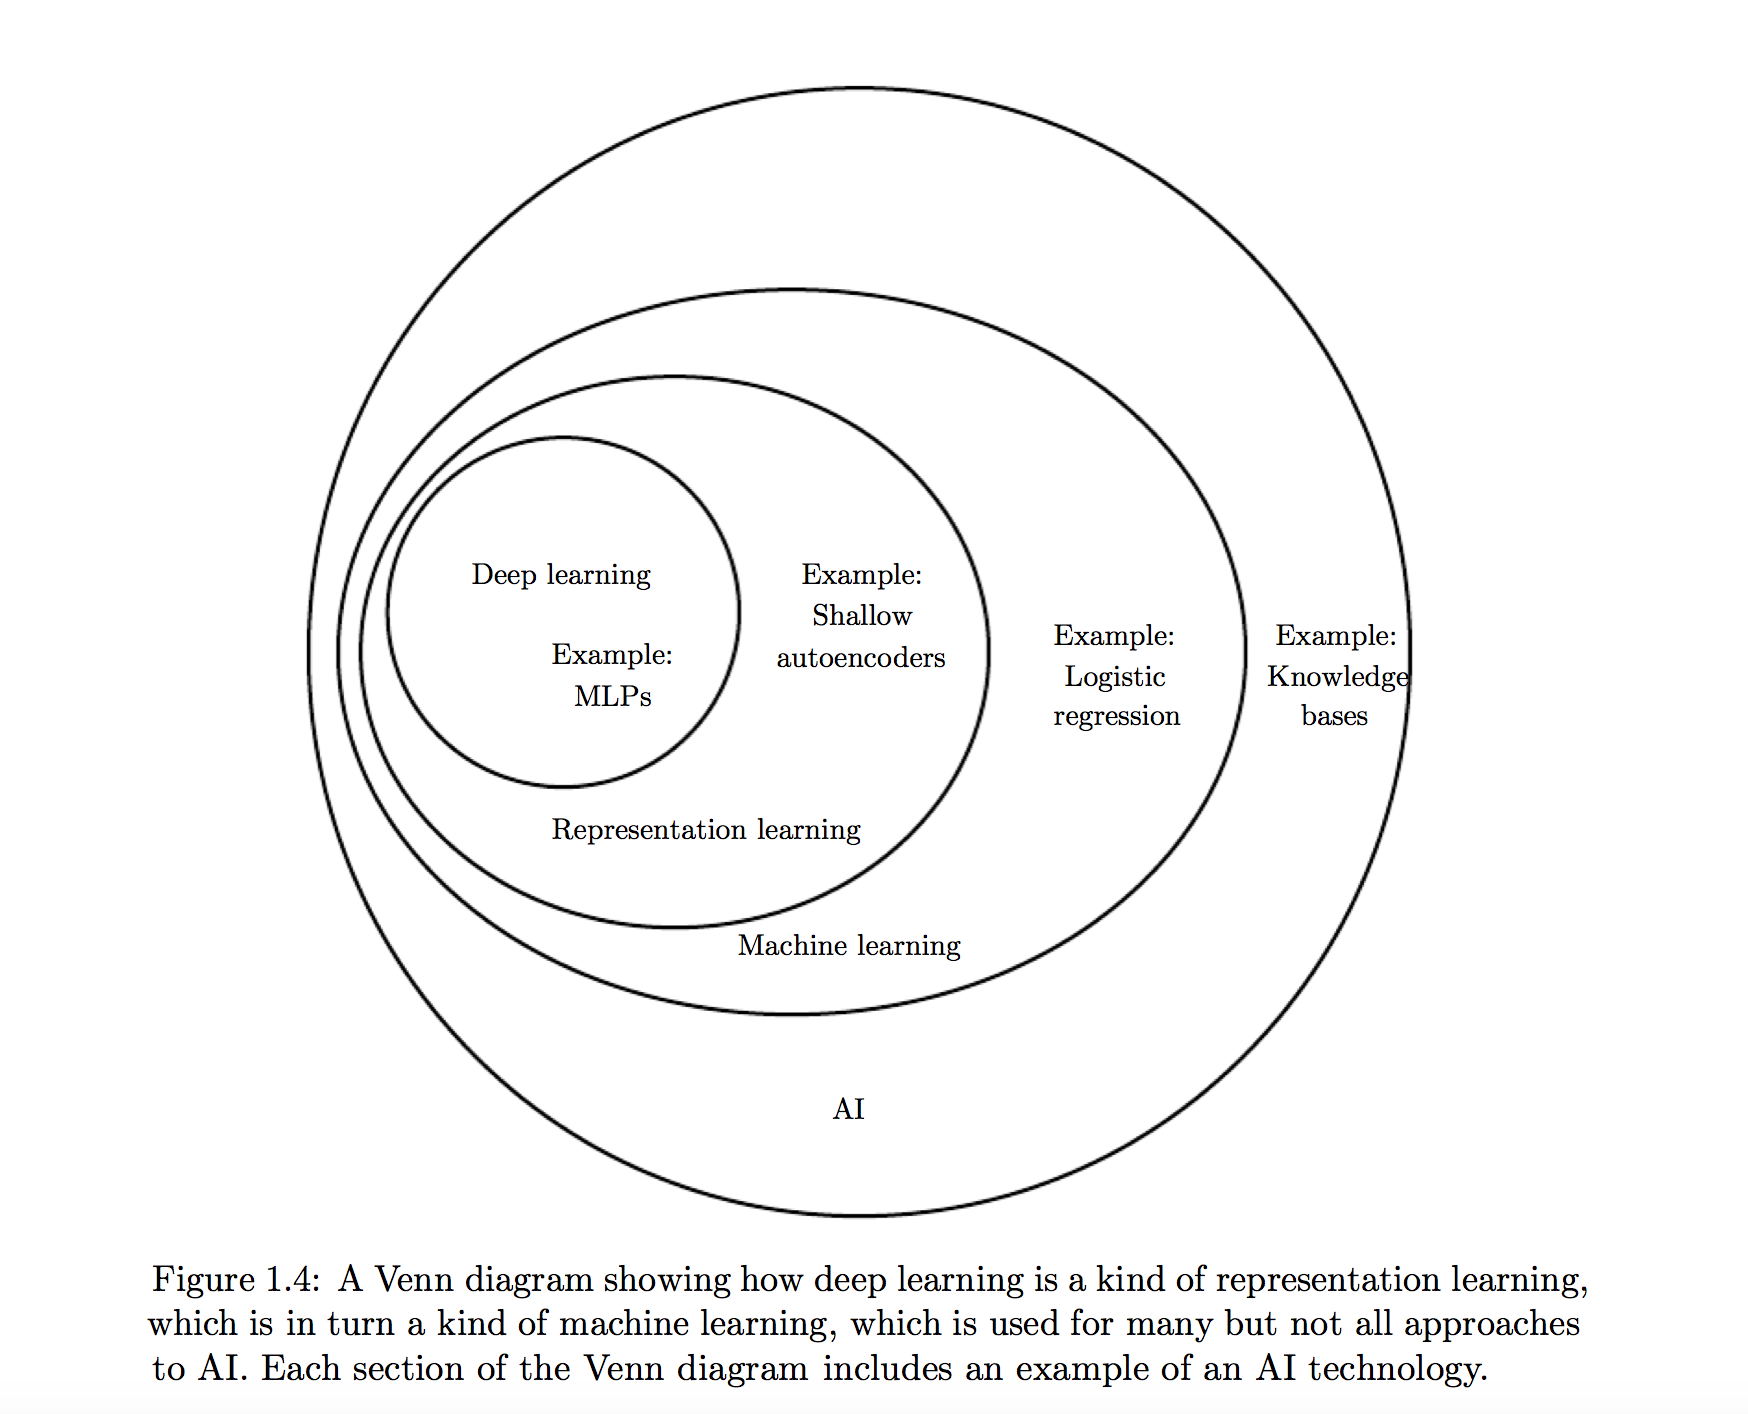 Deep learning
Example:
MLPs
Example:
Shallow
autoencoders
Example:
Logistic
regression
Example:
Knowledge
bases
Representation learning
Machine learning
AI
Figure 1.4: A Venn diagram showing how deep learning is a kind of representation learning,
which is in turn a kind of machine learning, which is used for many but not all approaches
to AI. Each section of the Venn diagram includes an example of an AI technology.